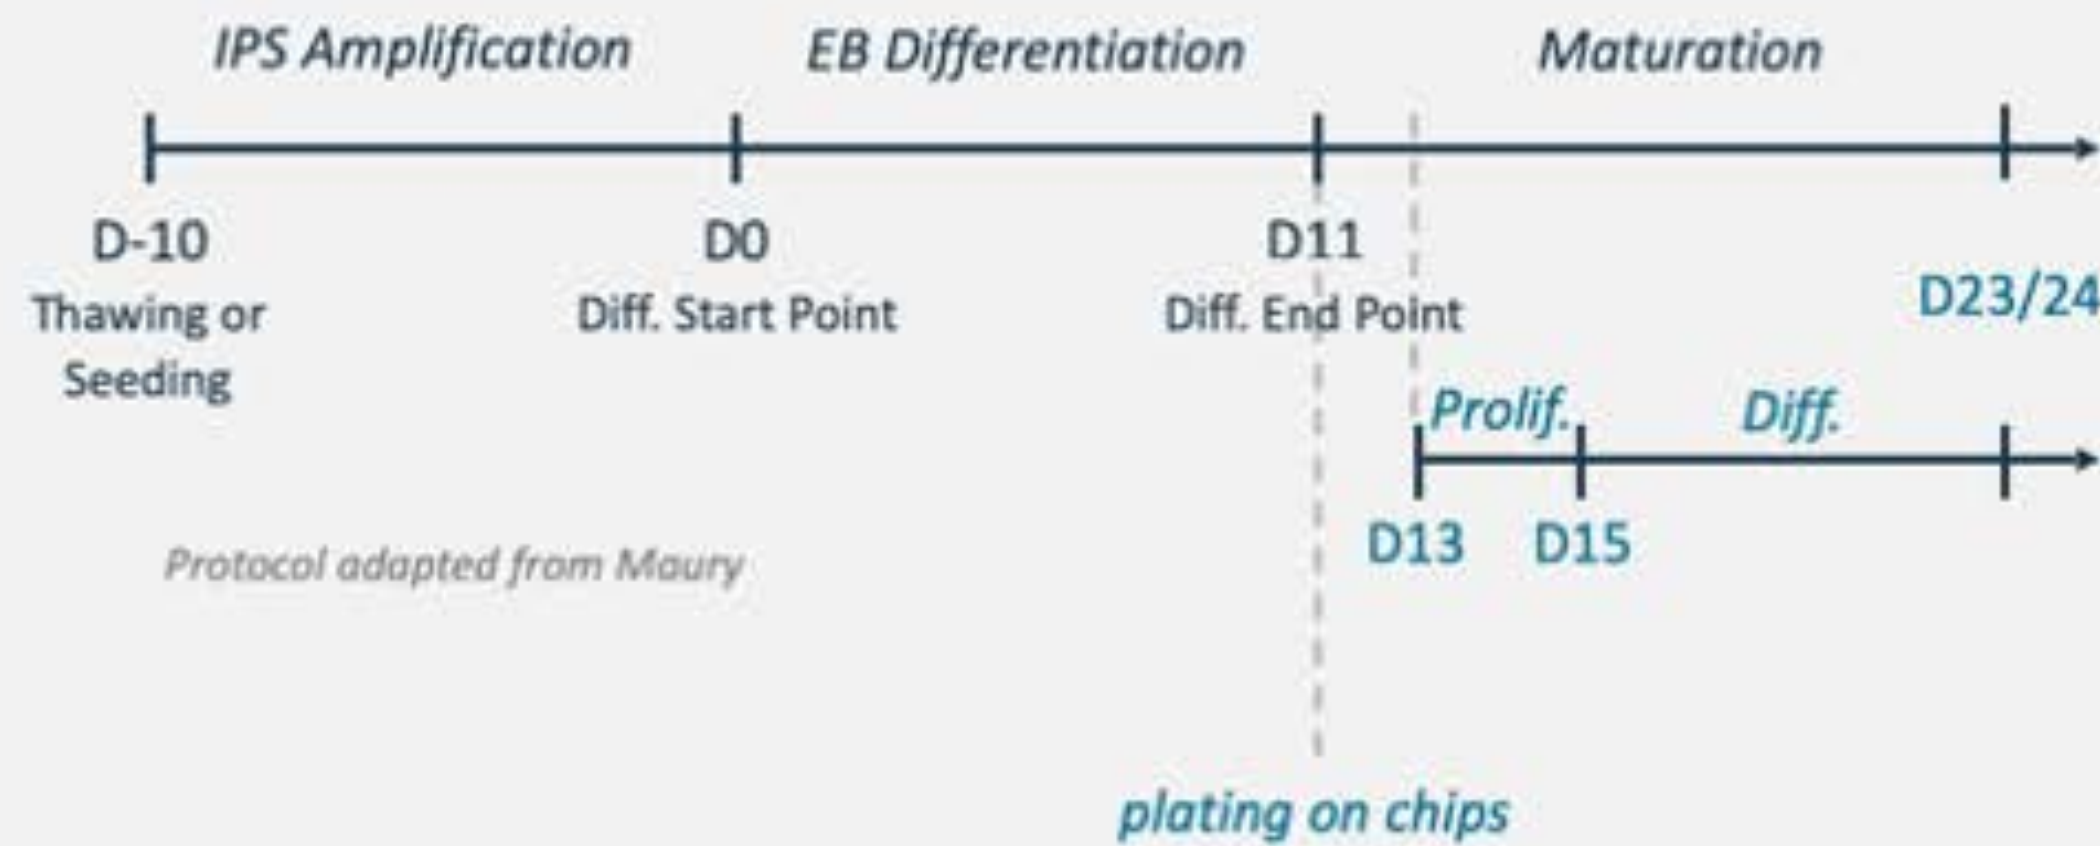 IPS Amplification
EB Differentiation
Maturation
D-10
D0
D11
Thawing or
Seeding
Diff. Start Point
Diff. End Point
D23/24
Prolif.
Diff.
D13
D15
Protocol adapted from Maury
plating on chips